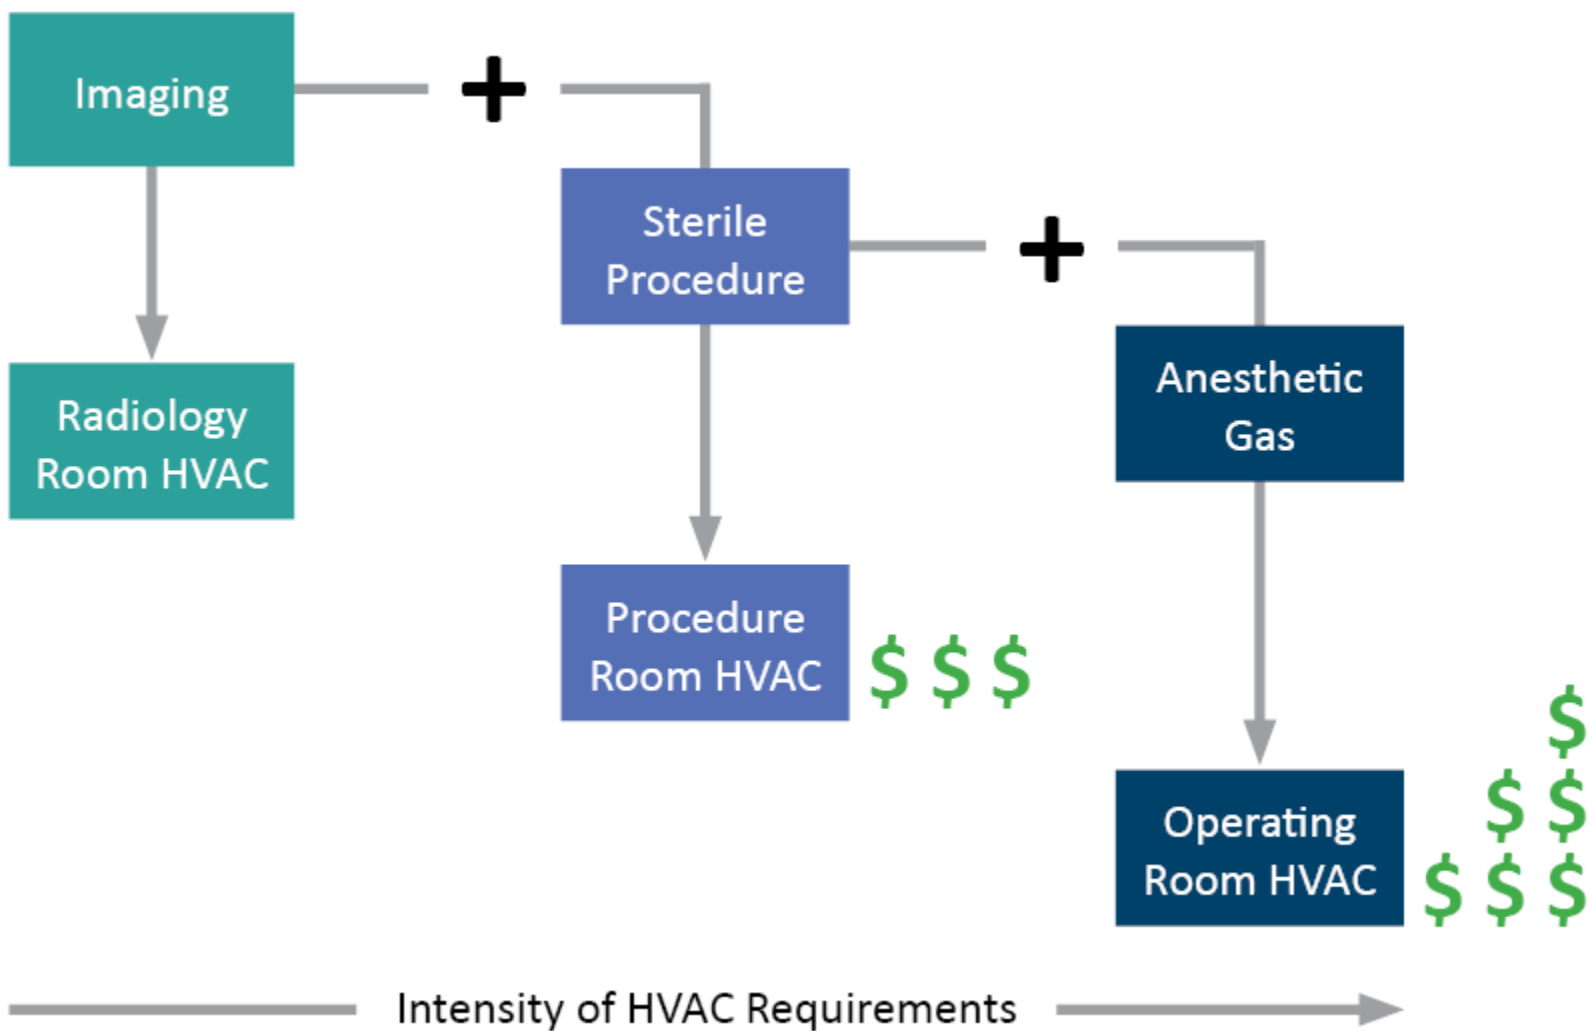 Imaging
+
Sterile
Procedure
+
Anesthetic
Gas
Radiology
Room HVAC
Procedure
Room HVAC
$ $ $
Operating
Room HVAC
$
$ $
$ $ $
Intensity of HVAC Requirements